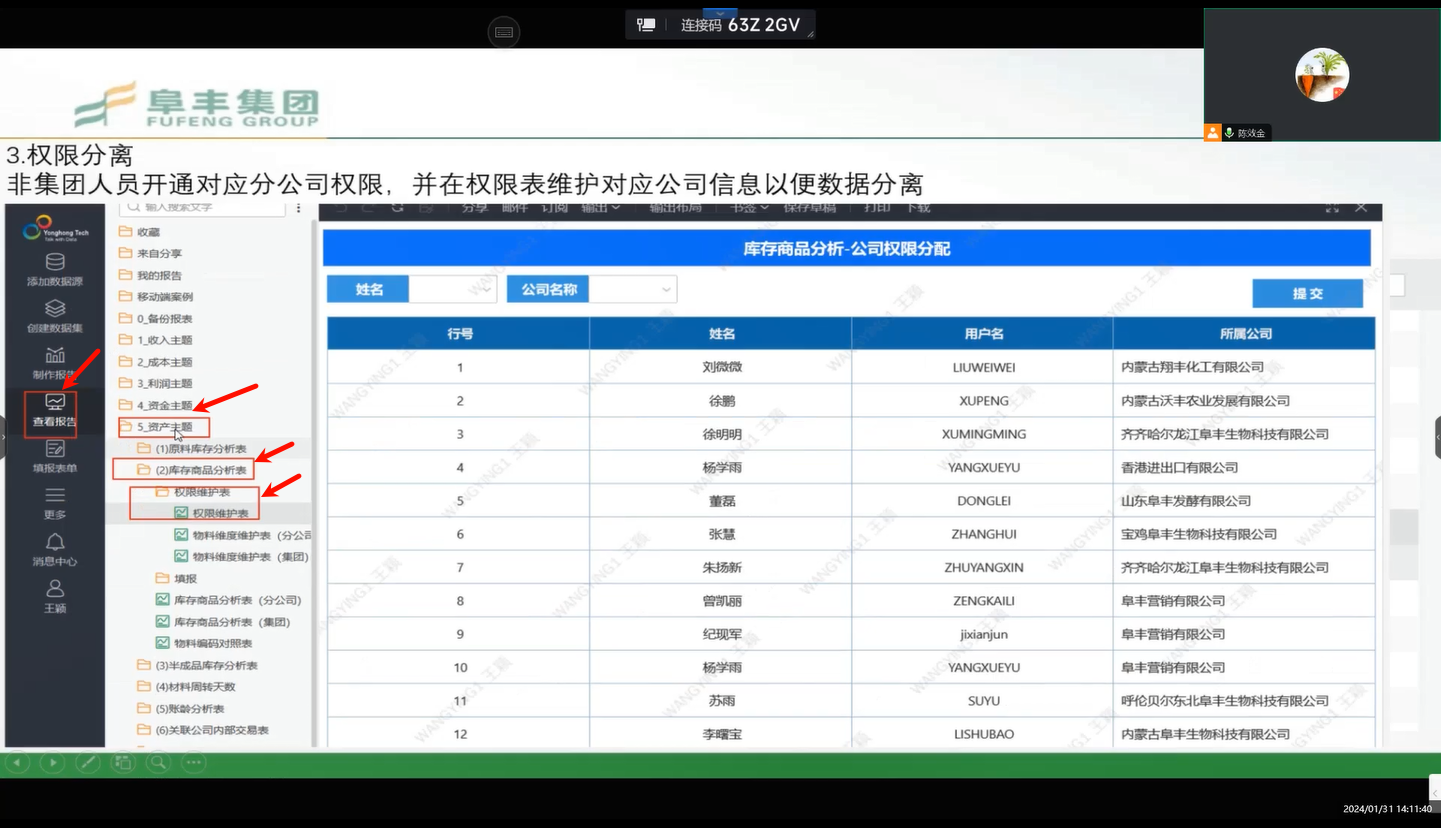 连接码 63Z 2GV
陈效金
阜丰集团
FUFENG GROUP
3.权限分离
非集团人员开通对应分公司权限，并在权限表维护对应公司信息以便数据分离
Yonghong Tech
Talk with Data
添加数据源
创建数据集
制作报告
查看报告
填报表单
更多
消息中心
王颖
输入搜索文字
收藏
来自分享
我的报告
移动端案例
0_备份报表
1_收入主题
2_成本主题
3_利润主题
4_资金主题
5_资产主题
(1)原料库存分析表
(2)库存商品分析表
权限维护表
权限维护表
物料维度维护表（分公司
物料维度维护表（集团）
填报
库存商品分析表（分公司）
库存商品分析表（集团）
物料编码对照表
(3)半成品库存分析表
(4)材料周转天数
(5)账龄分析表
(6)关联公司内部交易表
分享 邮件 订阅 输出 输出布局 书签 保存草稿 打印 下载
库存商品分析-公司权限分配
姓名 公司名称 提交
行号 姓名 用户名 所属公司
1 刘微微 LIUWEIWEI 内蒙古翔丰化工有限公司
2 徐鹏 XUPENG 内蒙古沃丰农业发展有限公司
3 徐明明 XUMINGMING 齐齐哈尔龙江阜丰生物科技有限公司
4 杨学雨 YANGXUEYU 香港进出口有限公司
5 董磊 DONGLEI 山东阜丰发酵有限公司
6 张慧 ZHANGHUI 宝鸡阜丰生物科技有限公司
7 朱扬新 ZHUYANGXIN 齐齐哈尔龙江阜丰生物科技有限公司
8 曾凯丽 ZENGKAILI 阜丰营销有限公司
9 纪现军 jixianjun 阜丰营销有限公司
10 杨学雨 YANGXUEYU 阜丰营销有限公司
11 苏雨 SUYU 呼伦贝尔东北阜丰生物科技有限公司
12 李曙宝 LISHUBAO 内蒙古阜丰生物科技有限公司
WANGYING1 王颖
2024/01/31 14:11:40